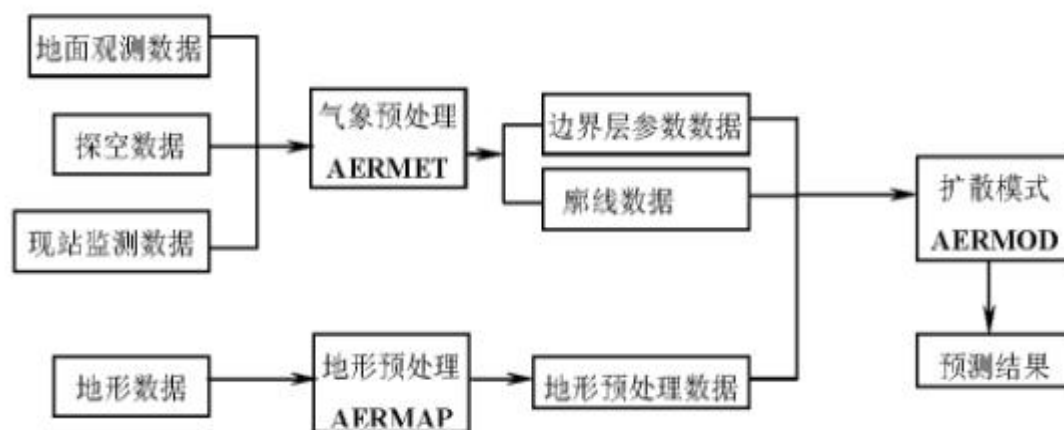 地面观测数据
探空数据
现站监测数据
气象预处理
AERMET
边界层参数数据
廓线数据
扩散模式
AERMOD
预测结果
地形数据
地形预处理
AERMAP
地形预处理数据